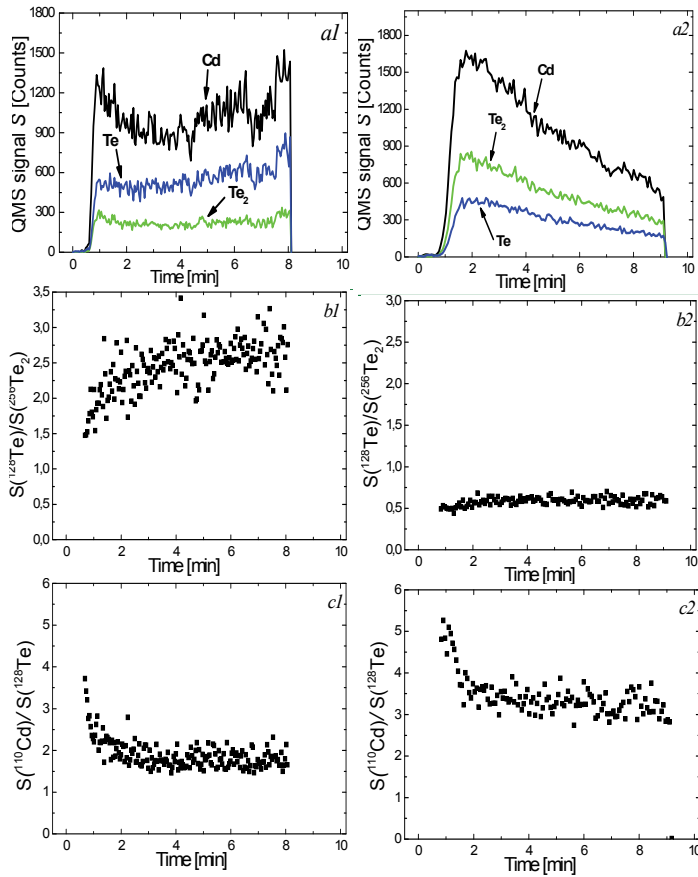 a1
QMS signal S [Counts]
1800
1500
1200
900
600
300
0
Cd
Te
Te2
0 2 4 6 8 10
Time [min]
a2
QMS signal S [Counts]
1800
1350
900
450
0
Cd
Te2
Te
0 2 4 6 8 10
Time [min]
b1
S(128Te)/S(256Te2)
3,5
3,0
2,5
2,0
1,5
1,0
0,5
0,0
0 2 4 6 8 10
Time [min]
b2
S(128Te)/S(256Te2)
3,0
2,5
2,0
1,5
1,0
0,5
0,0
0 2 4 6 8 10
Time [min]
c1
S(110Cd)/ S(128Te)
6
5
4
3
2
1
0
0 2 4 6 8 10
Time [min]
c2
S(110Cd)/ S(128Te)
6
5
4
3
2
1
0
0 2 4 6 8 10
Time [min]